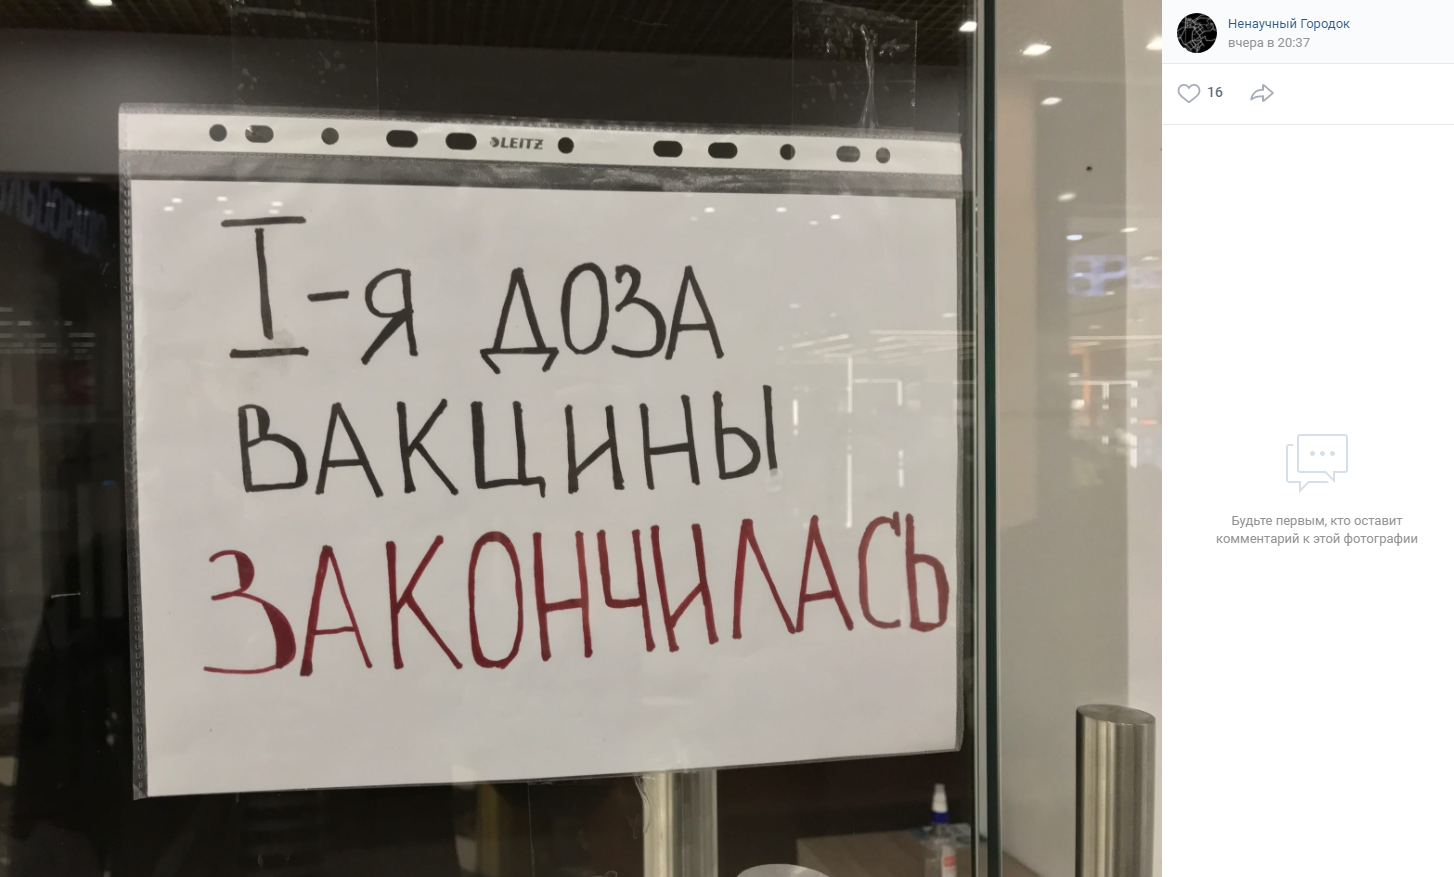 LEITZ
I-я ДОЗА
ВАКЦИНЫ
ЗАКОНЧИЛАСЬ
Ненаучный Городок
вчера в 20:37
16
Будьте первым, кто оставит
комментарий к этой фотографии